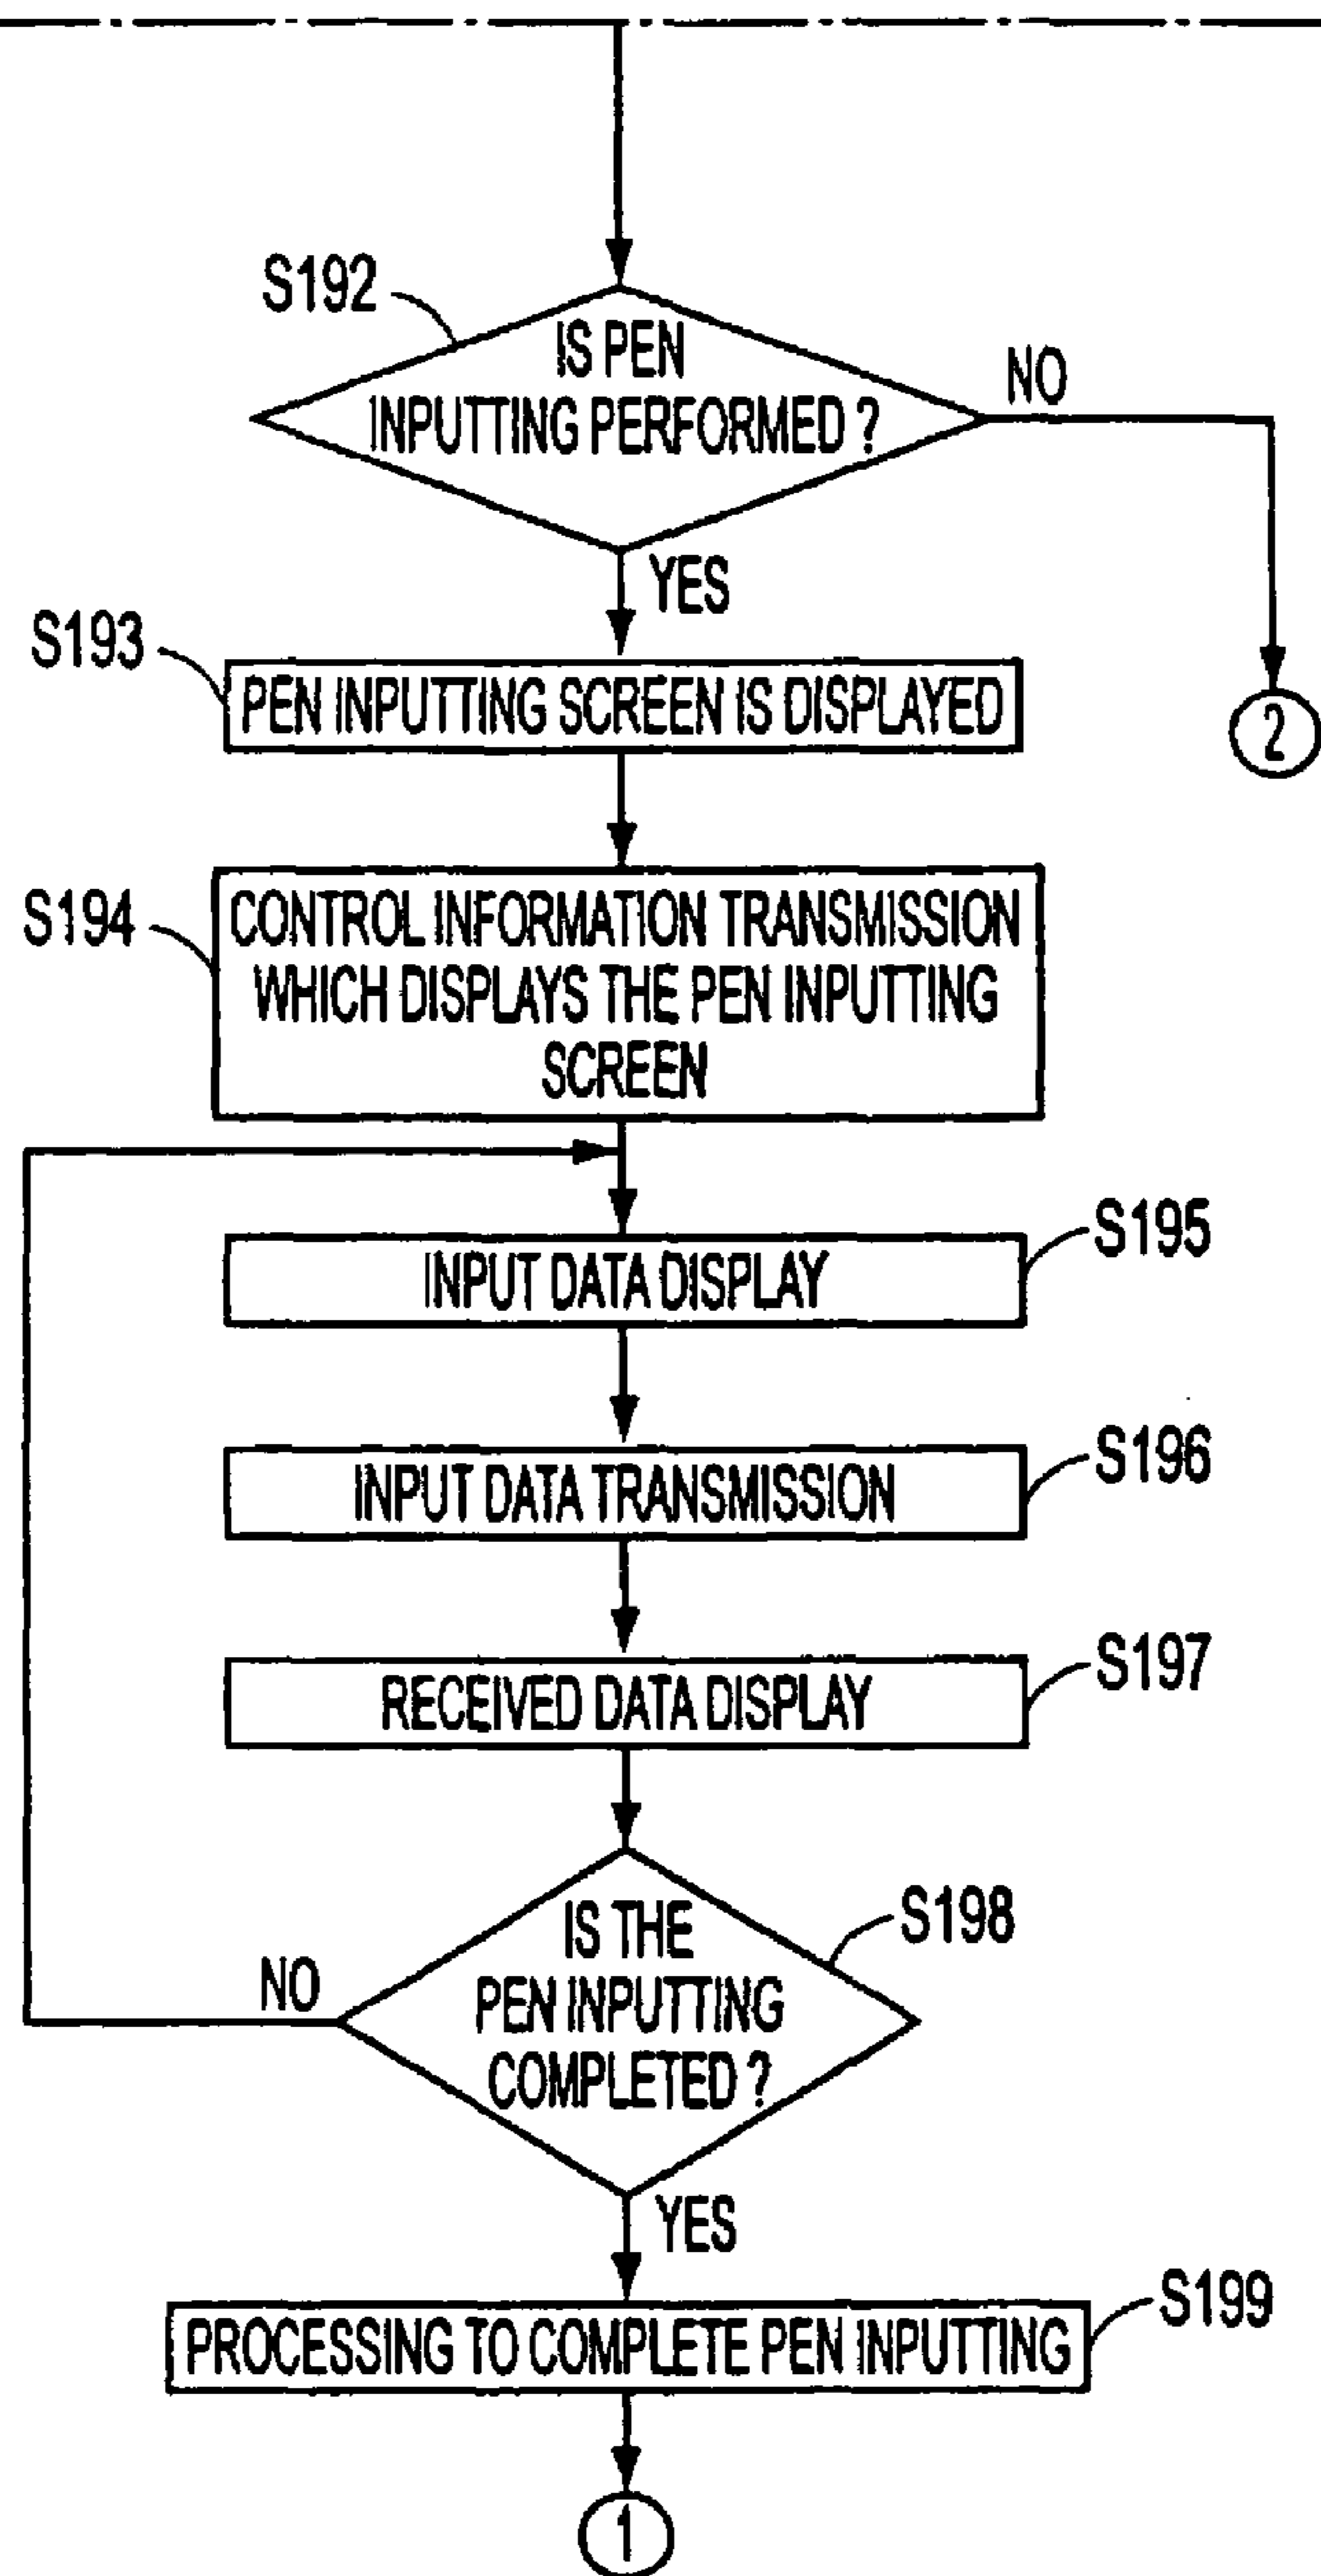 S192
IS PEN
INPUTTING PERFORMED ?
NO
YES
S193
PEN INPUTTING SCREEN IS DISPLAYED
2
S194
CONTROL INFORMATION TRANSMISSION
WHICH DISPLAYS THE PEN INPUTTING
SCREEN
S195
INPUT DATA DISPLAY
S196
INPUT DATA TRANSMISSION
S197
RECEIVED DATA DISPLAY
S198
IS THE
PEN INPUTTING
COMPLETED ?
NO
YES
S199
PROCESSING TO COMPLETE PEN INPUTTING
1